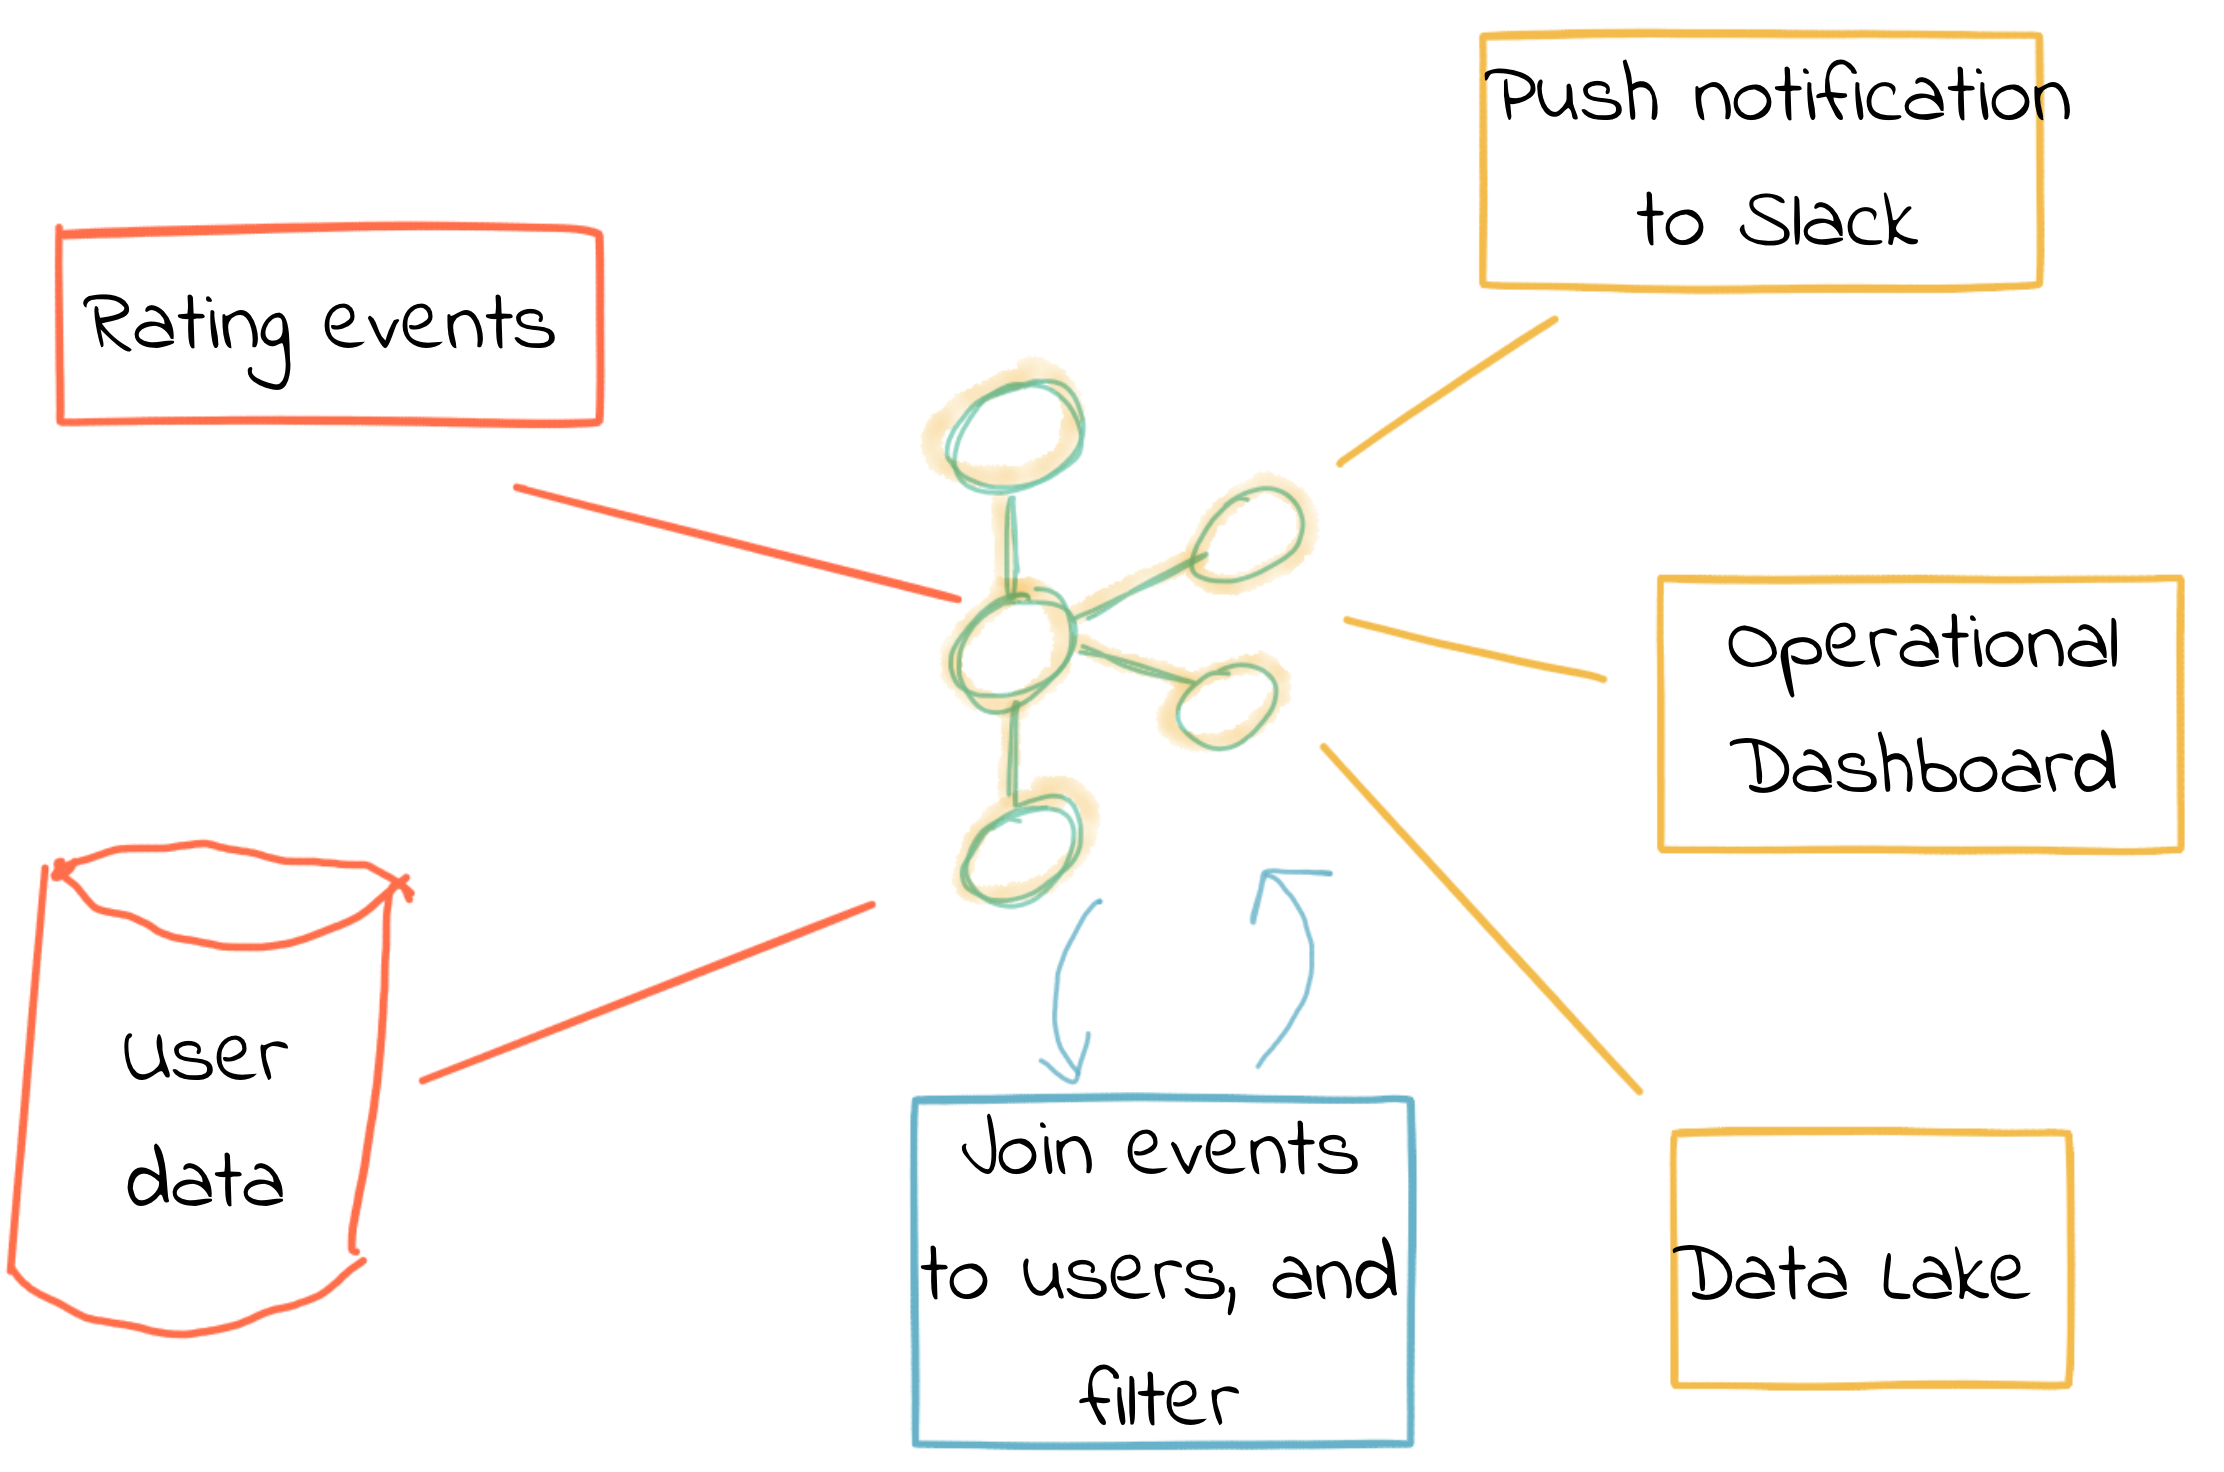 Push notification
to Slack
Rating events
Operational
Dashboard
User
data
Join events
to users, and
filter
Data Lake